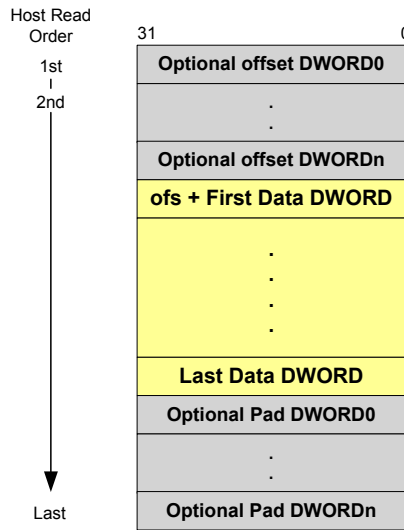 Host Read
Order
31
0
1st
Optional offset DWORD0
2nd
.
.
Optional offset DWORDn
ofs + First Data DWORD
.
.
.
.
Last Data DWORD
Optional Pad DWORD0
.
.
Last
Optional Pad DWORDn